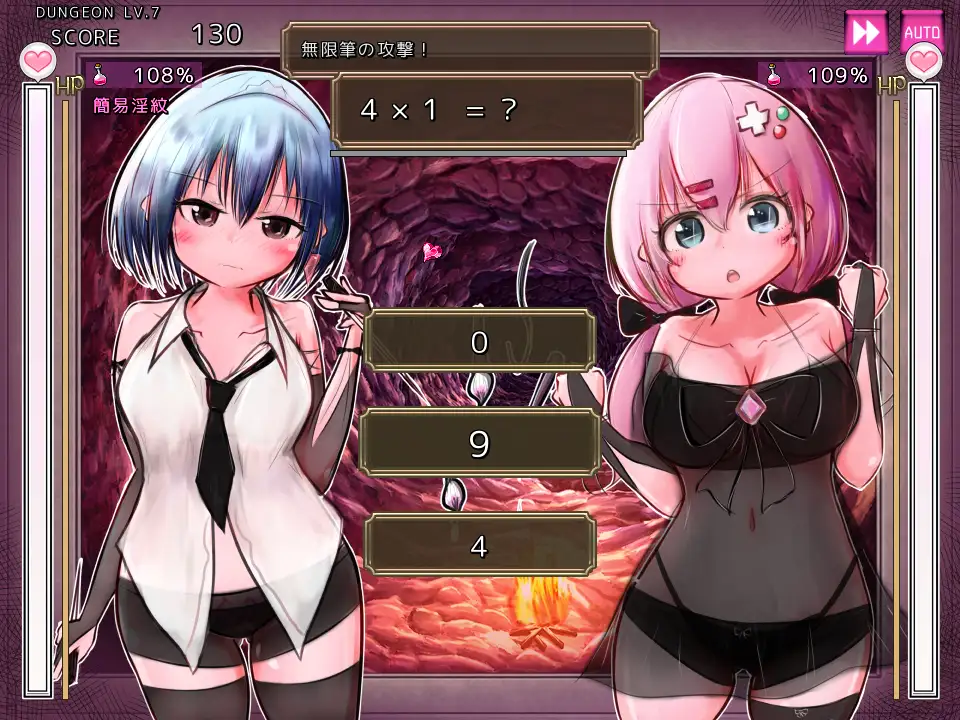 DUNGEON LV.7
SCORE 130
無限筆の攻撃！
AUTO
HP 108%
簡易淫紋
4 × 1 = ?
109% HP
0
9
4